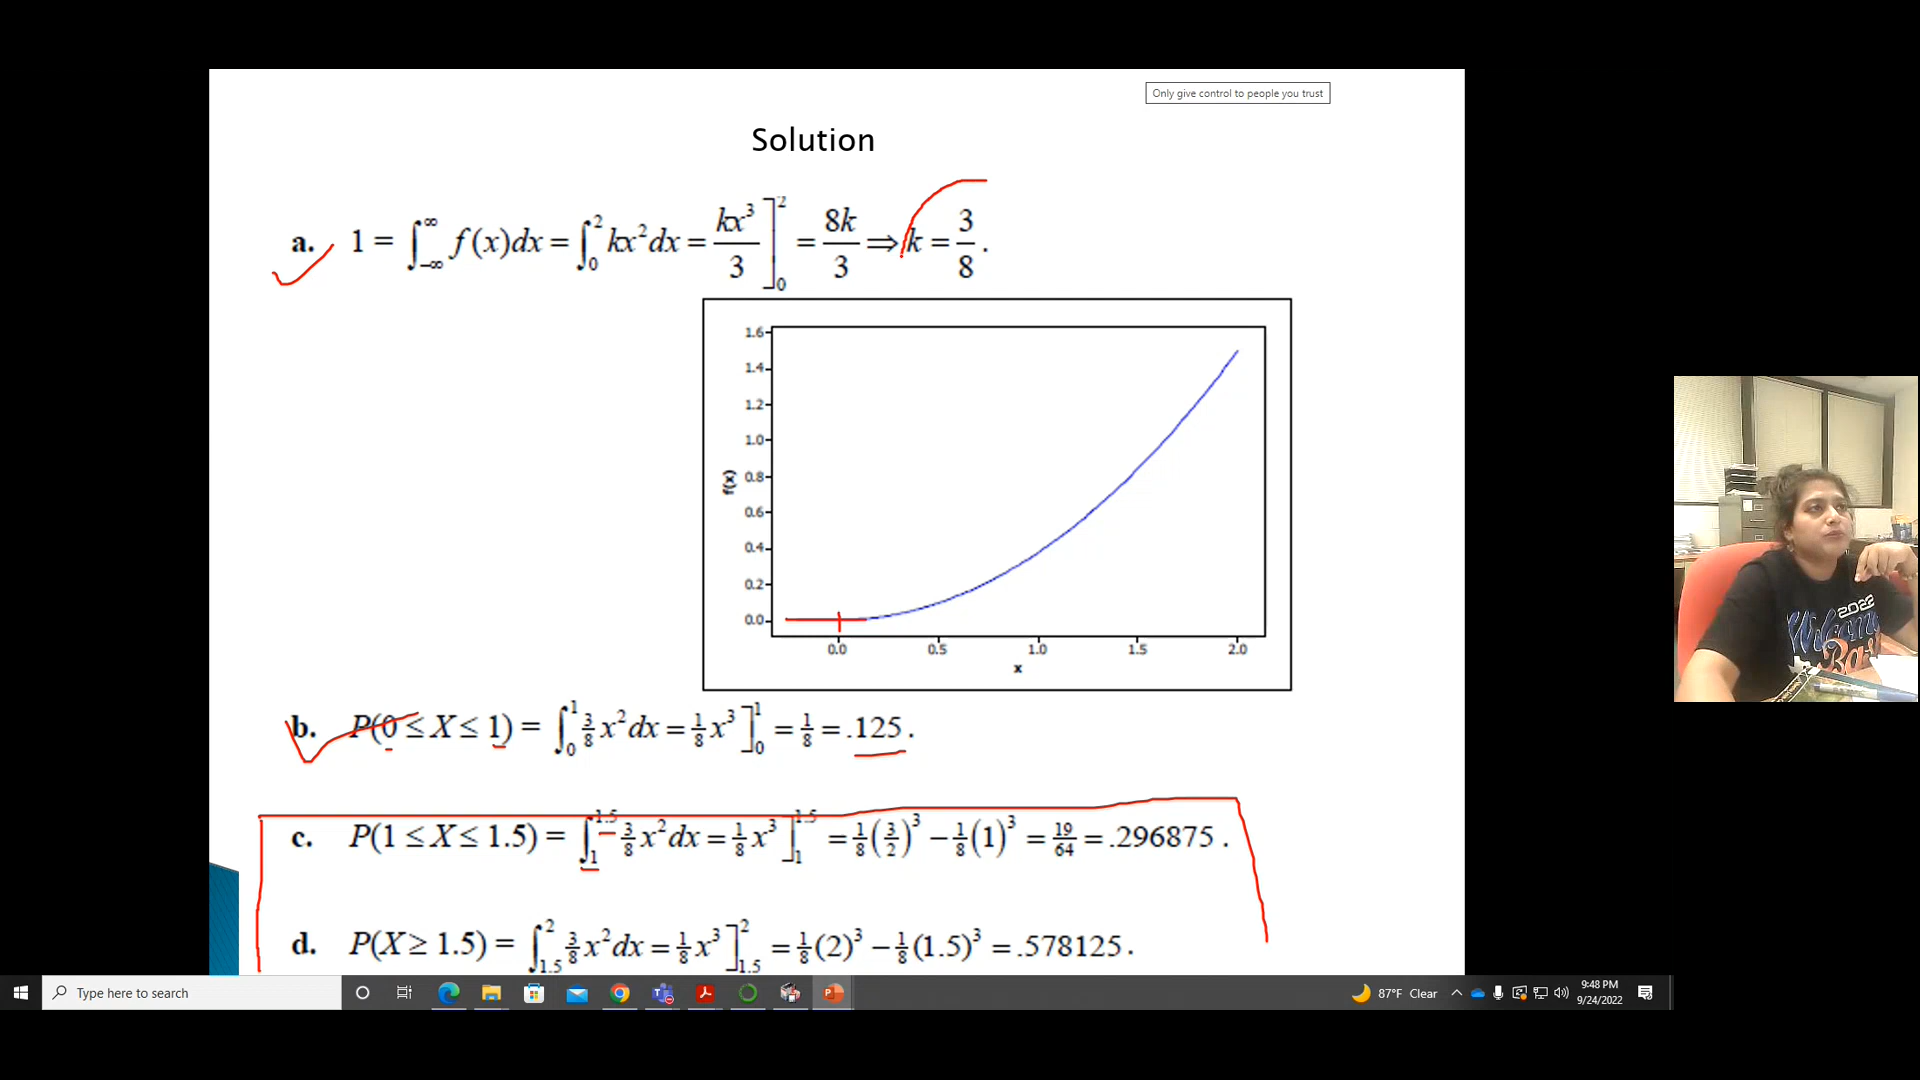 Only give control to people you trust
Solution
a. 1 = ∫_{-∞}^{∞} f(x)dx = ∫_0^2 kx²dx = kx³/3 ]_0^2 = 8k/3 ⇒ k = 3/8 .
1.6
1.4
1.2
1.0
0.8
0.6
0.4
0.2
0.0
f(x)
0.0 0.5 1.0 1.5 2.0
x
b. P(0 ≤ X ≤ 1) = ∫_0^1 3/8 x²dx = 1/8 x³ ]_0^1 = 1/8 = .125 .
c. P(1 ≤ X ≤ 1.5) = ∫_1^{1.5} 3/8 x²dx = 1/8 x³ ]_1^{1.5} = 1/8 (3/2)³ − 1/8 (1)³ = 19/64 = .296875 .
d. P(X ≥ 1.5) = ∫_{1.5}^2 3/8 x²dx = 1/8 x³ ]_{1.5}^2 = 1/8 (2)³ − 1/8 (1.5)³ = .578125 .
2022
Welcome
Type here to search
87°F Clear
9:48 PM
9/24/2022